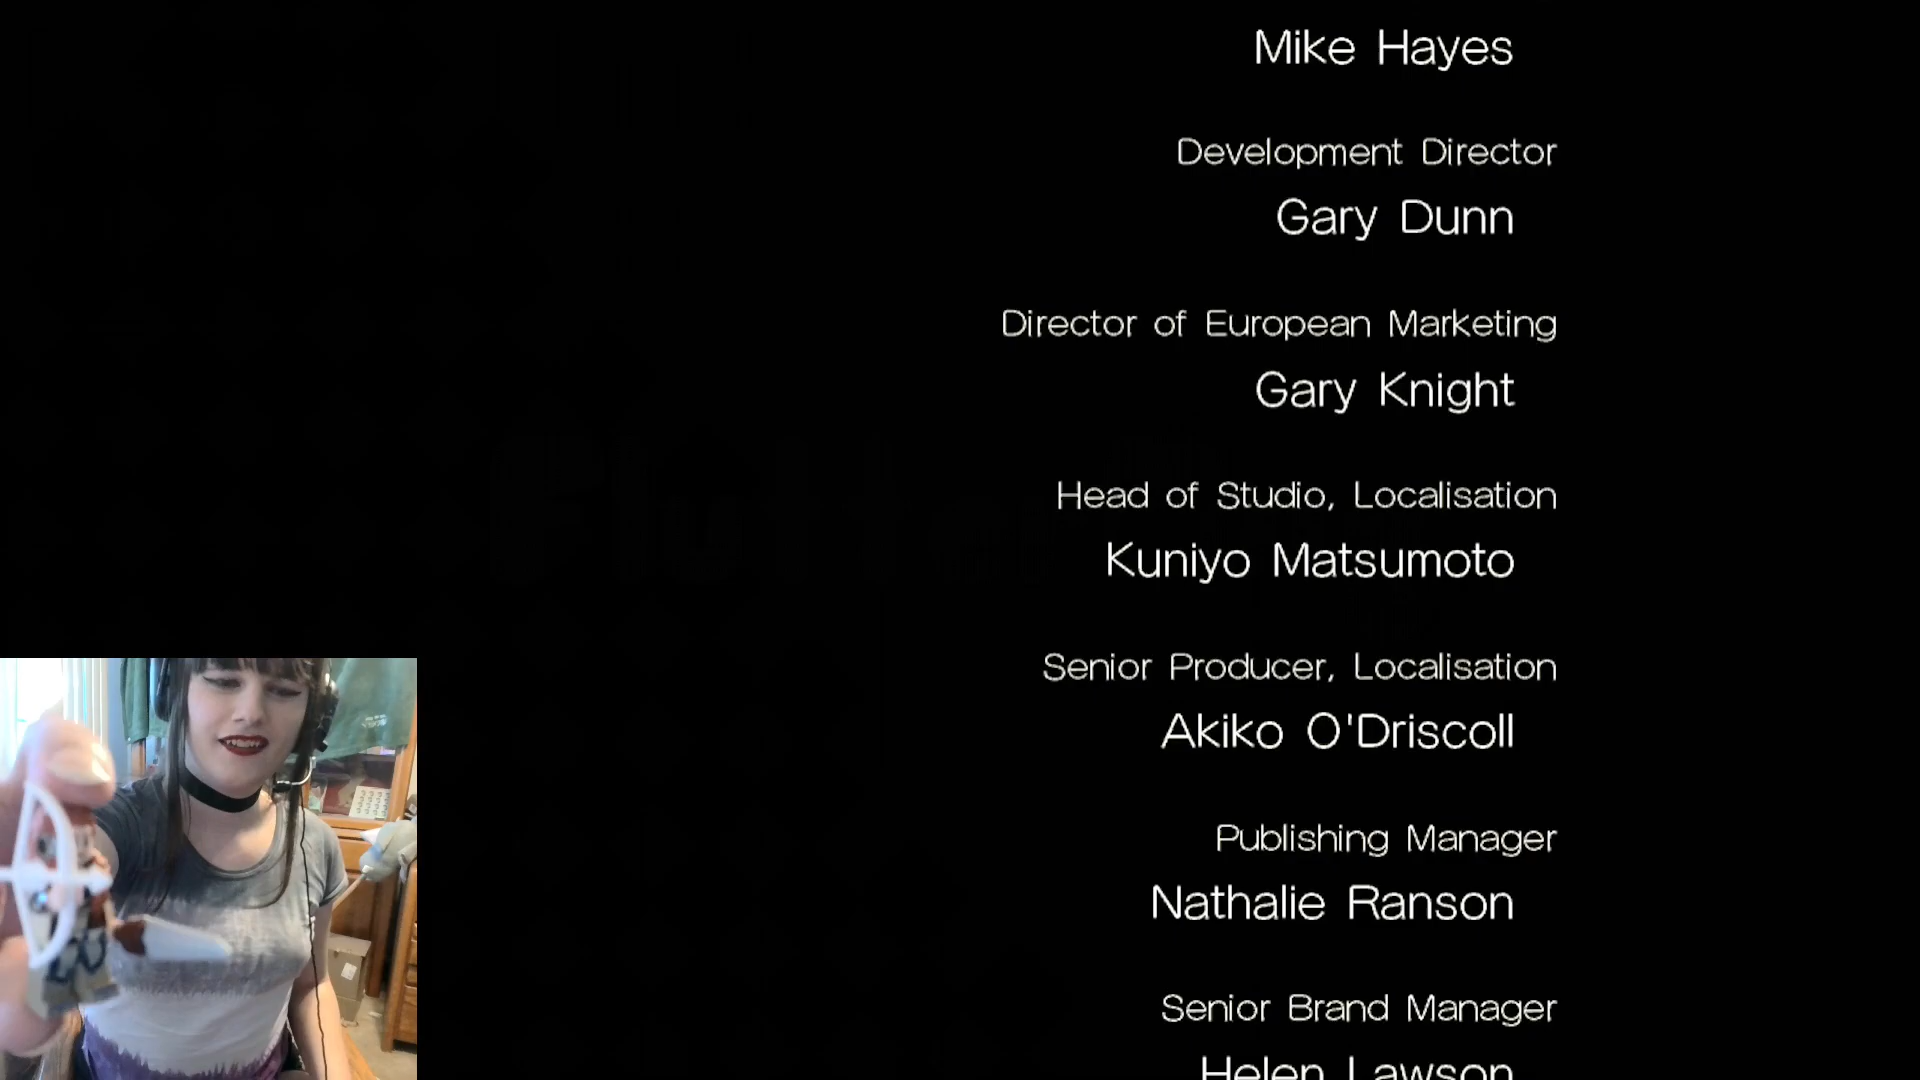 Mike Hayes
Development Director
Gary Dunn
Director of European Marketing
Gary Knight
Head of Studio, Localisation
Kuniyo Matsumoto
Senior Producer, Localisation
Akiko O'Driscoll
Publishing Manager
Nathalie Ranson
Senior Brand Manager
Helen Lawson